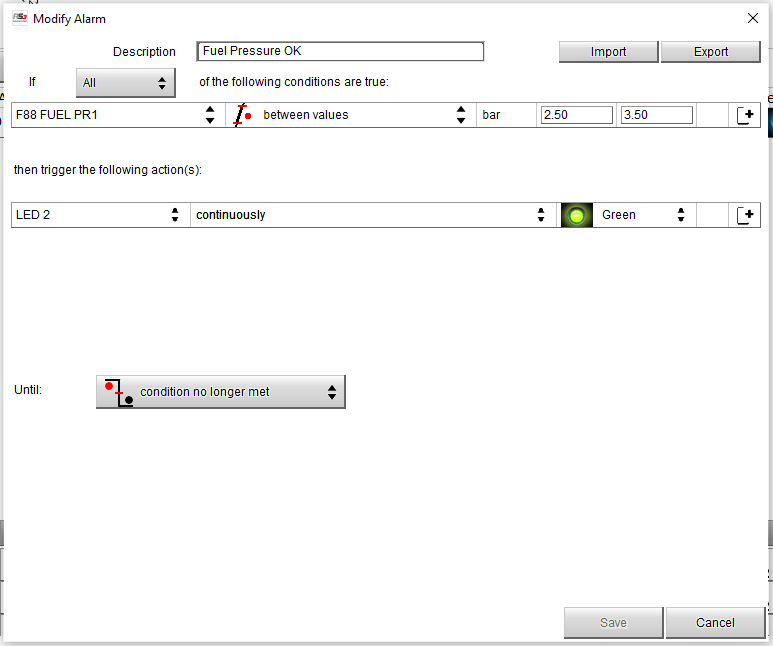 Modify Alarm
Description Fuel Pressure OK Import Export
If All of the following conditions are true:
F88 FUEL PR1 between values bar 2.50 3.50
then trigger the following action(s):
LED 2 continuously Green
Until: condition no longer met
Save Cancel